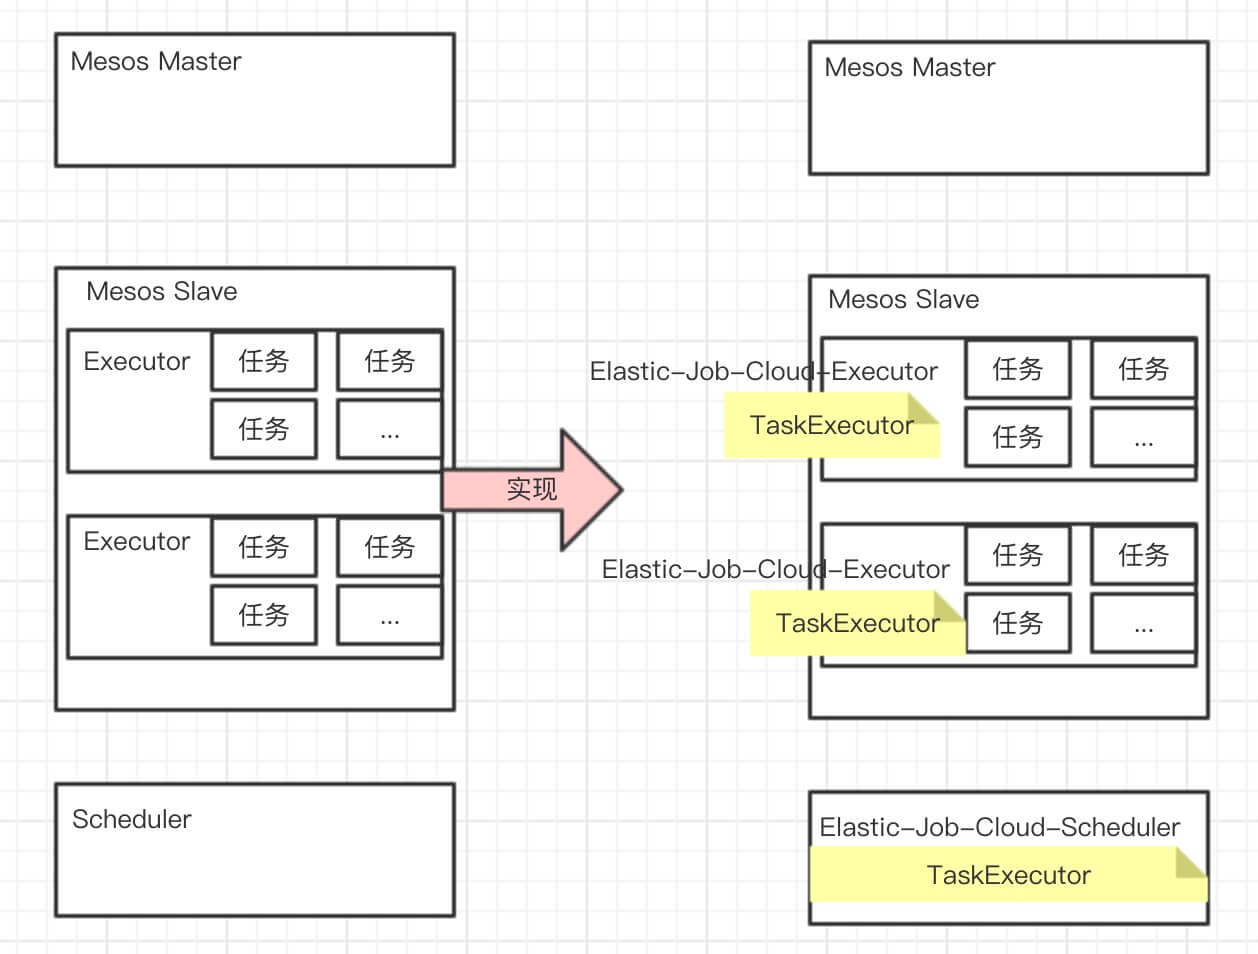 Mesos Master
Mesos Slave
Executor
任务
任务
任务
...
Executor
任务
任务
任务
...
Scheduler
实现
Mesos Master
Mesos Slave
Elastic-Job-Cloud-Executor
TaskExecutor
任务
任务
任务
...
Elastic-Job-Cloud-Executor
TaskExecutor
任务
任务
任务
...
Elastic-Job-Cloud-Scheduler
TaskExecutor